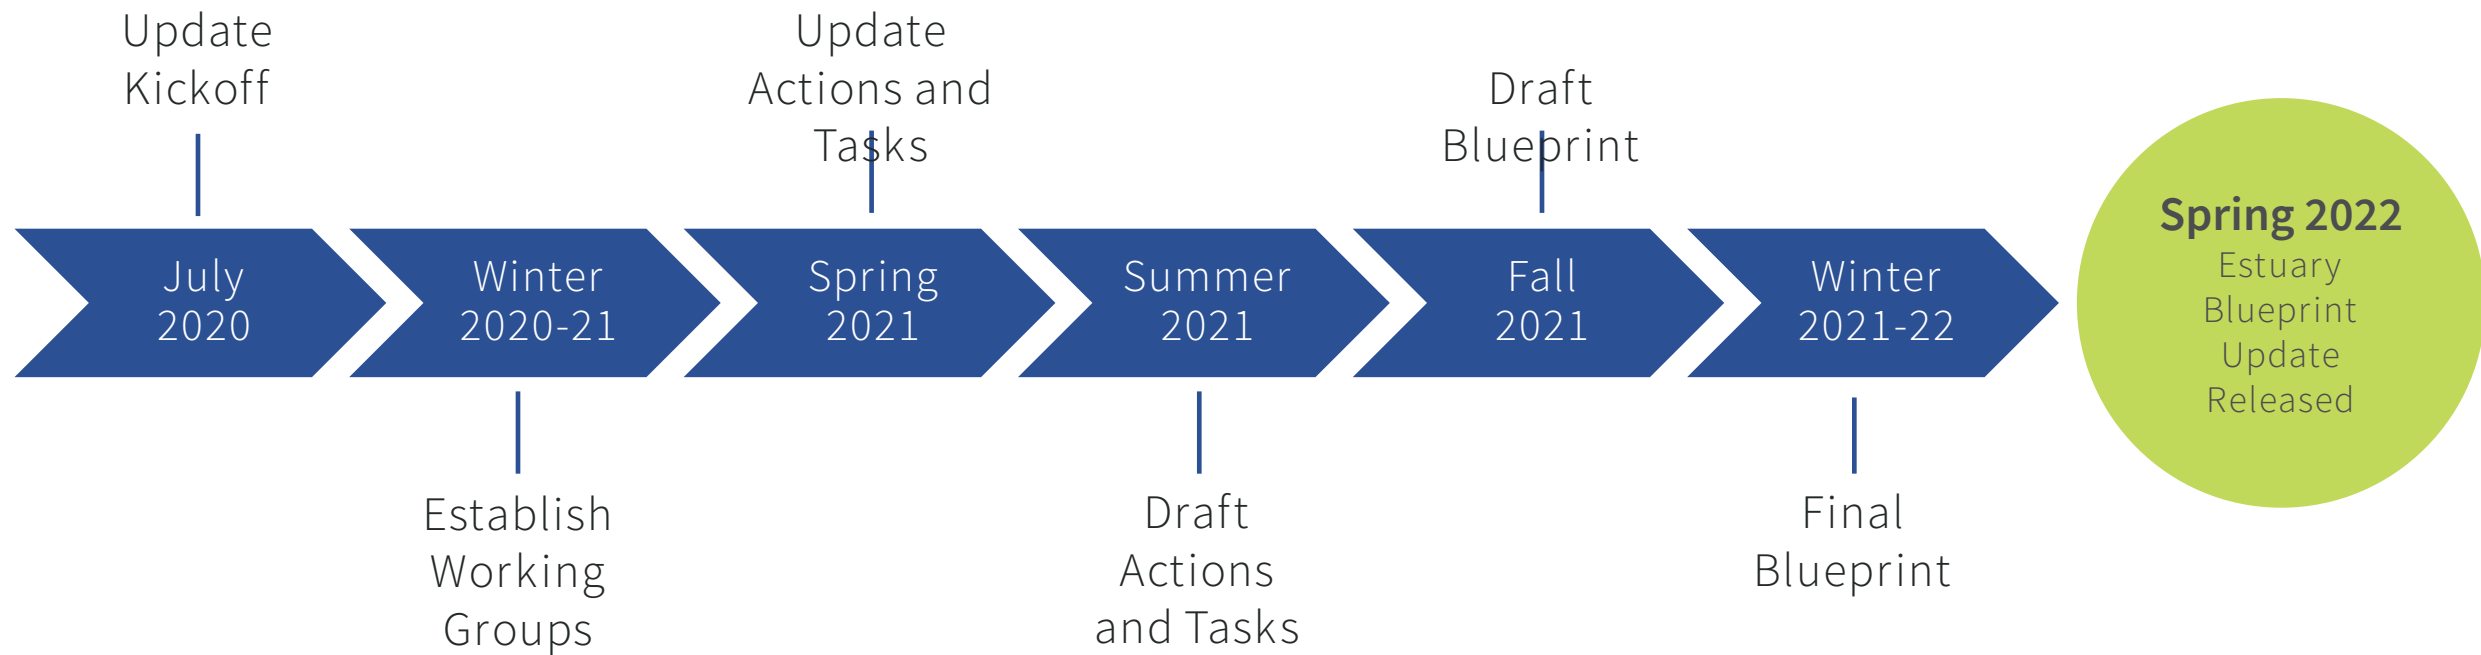 Update
Kickoff
Update
Actions and
Tasks
Draft
Blueprint
July
2020
Winter
2020-21
Spring
2021
Summer
2021
Fall
2021
Winter
2021-22
Spring 2022
Estuary
Blueprint
Update
Released
Establish
Working
Groups
Draft
Actions
and Tasks
Final
Blueprint